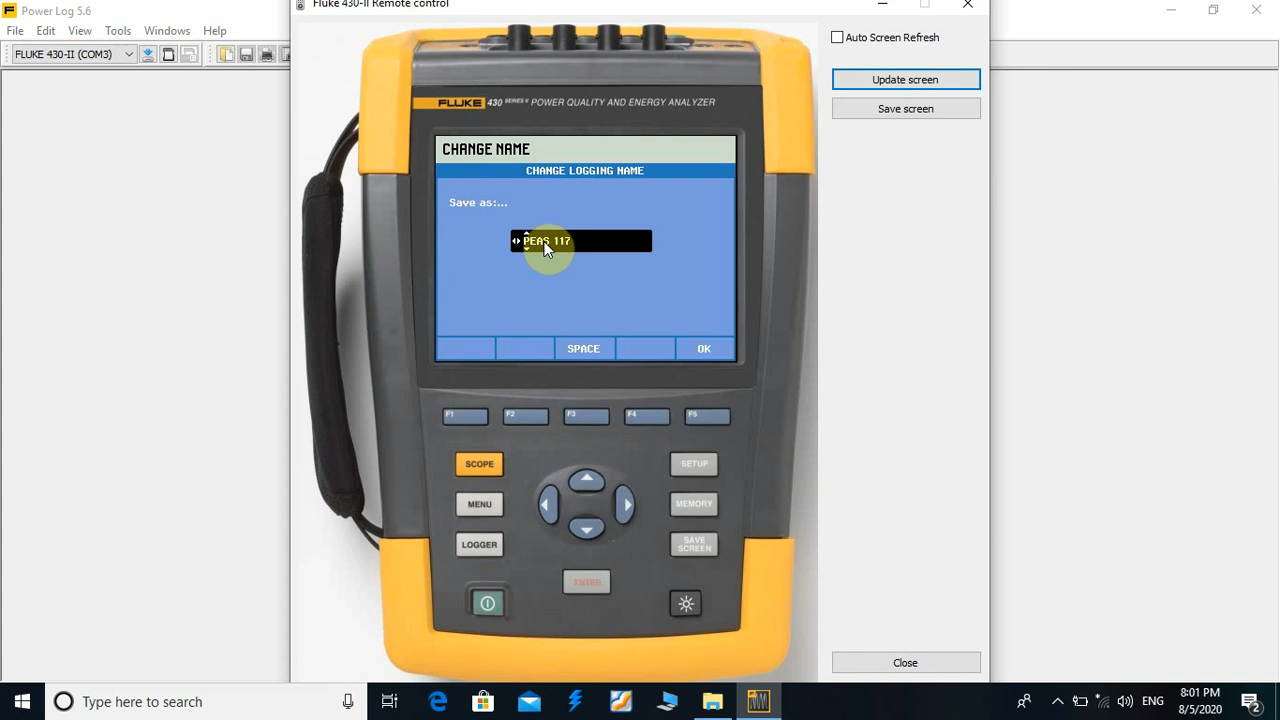 Power Log 5.6
Fluke 430-II Remote control
File Edit View Tools Windows Help
FLUKE 430-II (COM3)
Auto Screen Refresh
Update screen
Save screen
FLUKE 430 SERIES II POWER QUALITY AND ENERGY ANALYZER
CHANGE NAME
CHANGE LOGGING NAME
Save as:...
PEAS 117
SPACE OK
F1 F2 F3 F4 F5
SCOPE SETUP
MENU MEMORY
LOGGER SAVE SCREEN
ENTER
Close
Type here to search
ENG
8:01 PM
8/5/2020
2